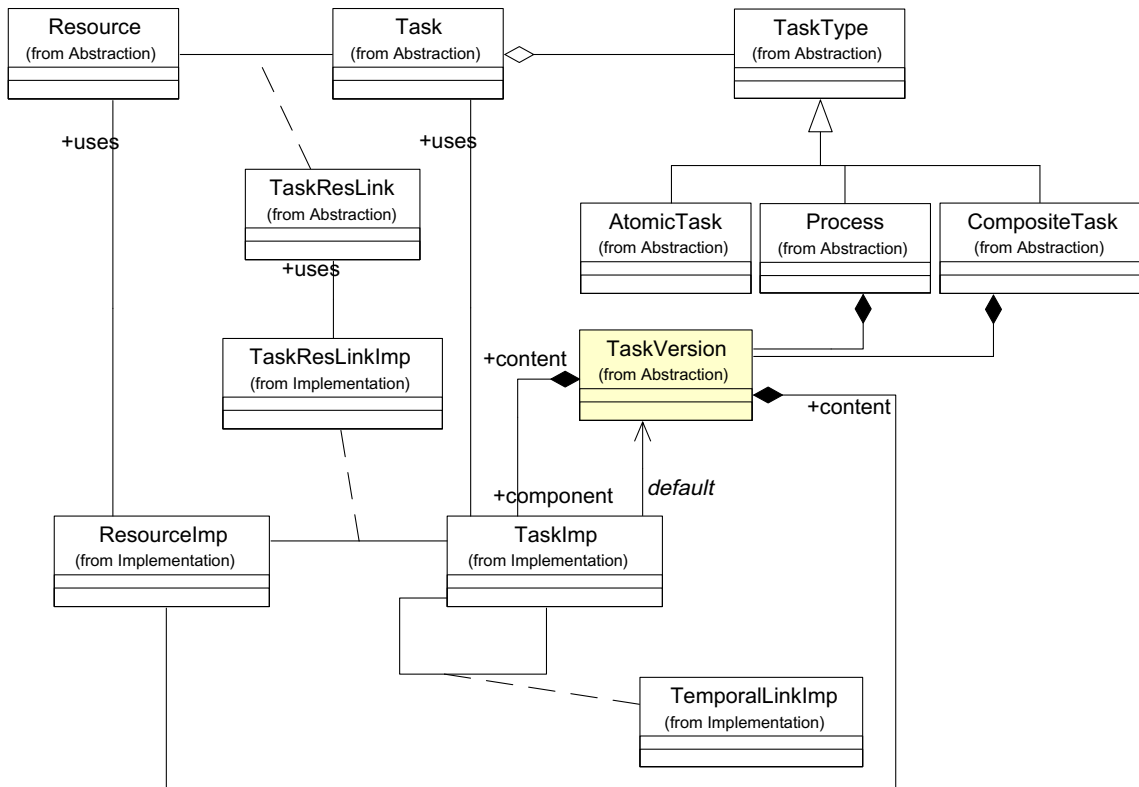 Resource
(from Abstraction)
Task
(from Abstraction)
TaskType
(from Abstraction)
+uses
+uses
TaskResLink
(from Abstraction)
+uses
AtomicTask
(from Abstraction)
Process
(from Abstraction)
CompositeTask
(from Abstraction)
TaskResLinkImp
(from Implementation)
+content
TaskVersion
(from Abstraction)
+content
default
+component
ResourceImp
(from Implementation)
TaskImp
(from Implementation)
TemporalLinkImp
(from Implementation)